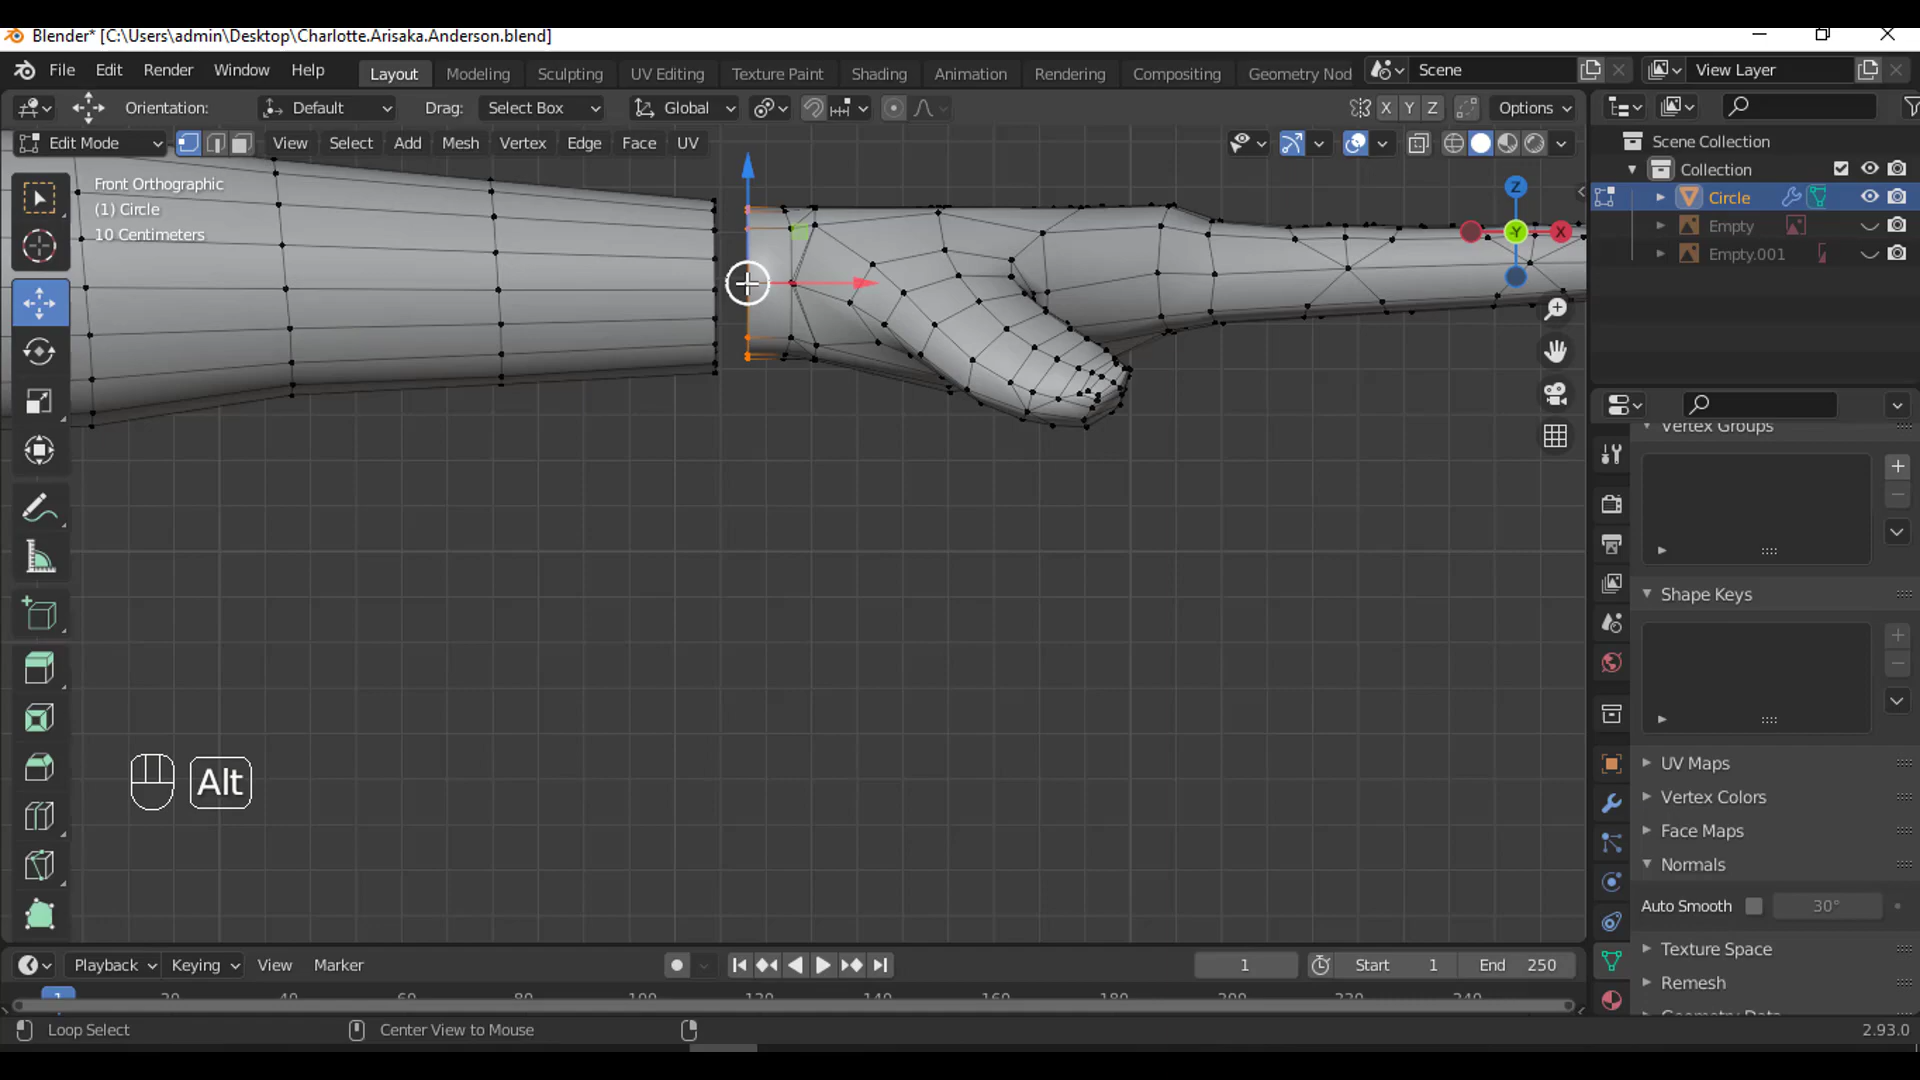 Blender* [C:\Users\admin\Desktop\Charlotte.Arisaka.Anderson.blend]
File Edit Render Window Help Layout Modeling Sculpting UV Editing Texture Paint Shading Animation Rendering Compositing Geometry Nod Scene View Layer
Orientation: Default Drag: Select Box Global X Y Z Options
Edit Mode View Select Add Mesh Vertex Edge Face UV
Scene Collection
Collection
Circle
Empty
Empty.001
Front Orthographic
(1) Circle
10 Centimeters
Z
-Y
X
Vertex Groups
Shape Keys
UV Maps
Vertex Colors
Face Maps
Normals
Auto Smooth 30°
Texture Space
Remesh
Alt
Playback Keying View Marker 1 Start 1 End 250
1
Loop Select Center View to Mouse 2.93.0